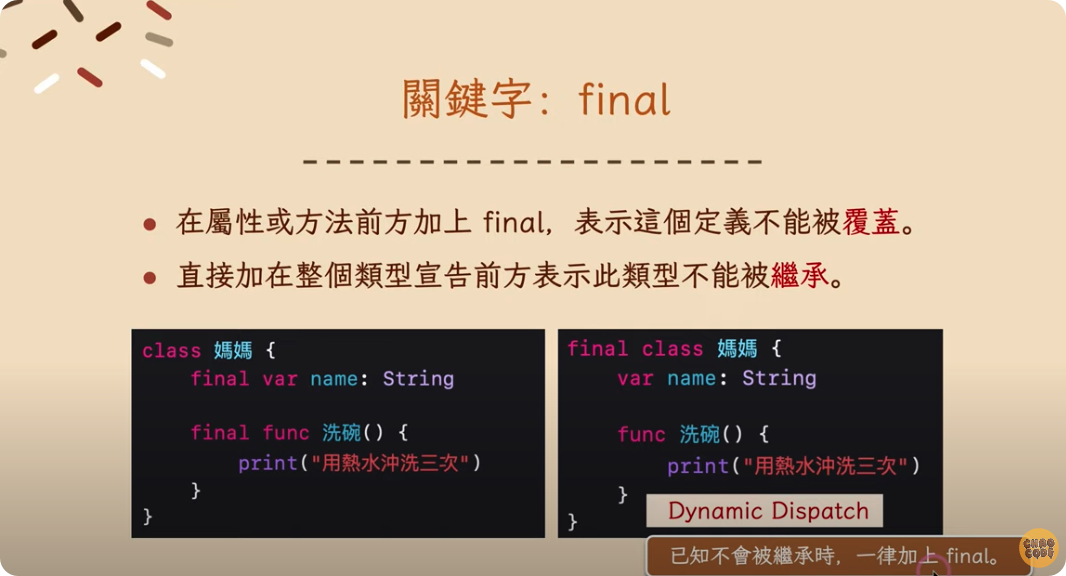 關鍵字：final
在屬性或方法前方加上 final，表示這個定義不能被覆蓋。
直接加在整個類型宣告前方表示此類型不能被繼承。
class 媽媽 {
    final var name: String
    final func 洗碗() {
        print("用熱水沖洗三次")
    }
}
final class 媽媽 {
    var name: String
    func 洗碗() {
        print("用熱水沖洗三次")
    }
}
Dynamic Dispatch
已知不會被繼承時，一律加上 final。
CHAO
CODE